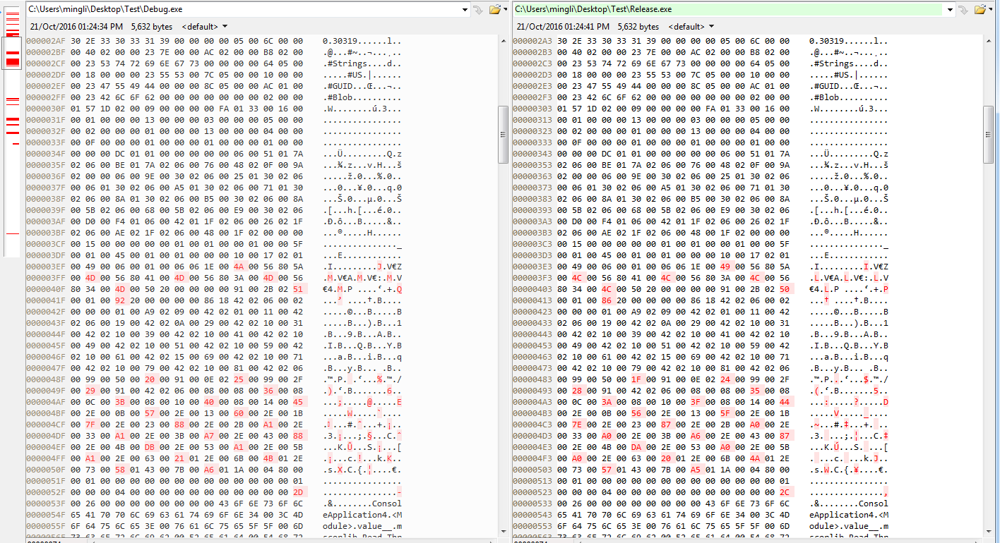 C:\Users\mingli\Desktop\Test\Debug.exe
21/Oct/2016 01:24:34 PM 5,632 bytes <default>
000002AF 30 2E 33 30 33 31 39 00 00 00 00 05 00 6C 00 00 0.30319......l..
000002BF 00 40 02 00 00 23 7E 00 00 AC 02 00 00 B8 02 00 .@...#~..¬...¸..
000002CF 00 23 53 74 72 69 6E 67 73 00 00 00 00 64 05 00 .#Strings....d..
000002DF 00 18 00 00 00 23 55 53 00 7C 05 00 00 10 00 00 .....#US.|......
000002EF 00 23 47 55 49 44 00 00 00 8C 05 00 00 AC 01 00 .#GUID...Œ...¬..
000002FF 00 23 42 6C 6F 62 00 00 00 00 00 00 00 02 00 00 .#Blob..........
0000030F 01 57 1D 02 00 09 00 00 00 00 FA 01 33 00 16 00 .W........ú.3...
0000031F 00 01 00 00 00 13 00 00 00 03 00 00 00 05 00 00 ................
0000032F 00 02 00 00 00 01 00 00 00 13 00 00 00 04 00 00 ................
0000033F 00 0F 00 00 00 01 00 00 00 01 00 00 00 01 00 00 ................
0000034F 00 00 00 DC 01 01 00 00 00 00 00 06 00 51 01 7A ...Ü.........Q.z
0000035F 02 06 00 BE 01 7A 02 06 00 76 00 48 02 0F 00 9A ...¾.z...v.H...š
0000036F 02 00 00 06 00 9E 00 30 02 06 00 25 01 30 02 06 .....ž.0...%.0..
0000037F 00 06 01 30 02 06 00 A5 01 30 02 06 00 71 01 30 ...0...¥.0...q.0
0000038F 02 06 00 8A 01 30 02 06 00 B5 00 30 02 06 00 8A ...Š.0...µ.0...Š
0000039F 00 5B 02 06 00 68 00 5B 02 06 00 E9 00 30 02 06 .[...h.[...é.0..
000003AF 00 D0 00 F4 01 06 00 42 01 1F 02 06 00 26 02 1F .Ð.ô...B.....&..
000003BF 02 06 00 AE 02 1F 02 06 00 48 00 1F 02 00 00 00 ...®.....H......
000003CF 00 15 00 00 00 00 00 01 00 01 00 01 00 01 00 5F ..............._
000003DF 00 01 00 45 00 01 00 01 00 00 00 10 00 17 02 01 ...E............
000003EF 00 49 00 06 00 01 00 06 06 1E 00 4A 00 56 80 5A .I.........J.V€Z
000003FF 00 4D 00 56 80 41 00 4D 00 56 80 3A 00 4D 00 56 .M.V€A.M.V€:.M.V
0000040F 80 34 00 4D 00 50 20 00 00 00 00 91 00 2B 02 51 €4.M.P ....‘.+.Q
0000041F 00 01 00 92 20 00 00 00 00 86 18 42 02 06 00 02 ...’ ....†.B....
0000042F 00 00 00 01 00 A9 02 09 00 42 02 01 00 11 00 42 .....©...B.....B
0000043F 02 06 00 19 00 42 02 0A 00 29 00 42 02 10 00 31 .....B...).B...1
0000044F 00 42 02 10 00 39 00 42 02 10 00 41 00 42 02 10 .B...9.B...A.B..
0000045F 00 49 00 42 02 10 00 51 00 42 02 10 00 59 00 42 .I.B...Q.B...Y.B
0000046F 02 10 00 61 00 42 02 15 00 69 00 42 02 10 00 71 ...a.B...i.B...q
0000047F 00 42 02 10 00 79 00 42 02 10 00 81 00 42 02 06 .B...y.B.....B..
0000048F 00 99 00 50 00 20 00 91 00 E0 02 25 00 99 00 2F
0000049F 00 29 00 91 00 42 02 06 00 08 00 08 00 36 00 08
000004AF 00 0C 00 3B 00 08 00 10 00 40 00 08 00 14 00 45 ...;.....@.....E
000004BF 00 2E 00 0B 00 57 00 2E 00 13 00 60 00 2E 00 1B
000004CF 00 7F 00 2E 00 23 00 88 00 2E 00 2B 00 A1 00 2E
000004DF 00 33 00 A1 00 2E 00 3B 00 A7 00 2E 00 43 00 88
000004EF 00 2E 00 4B 00 DB 00 2E 00 53 00 A1 00 2E 00 5B
000004FF 00 A1 00 2E 00 63 00 21 01 2E 00 6B 00 4B 01 2E
0000050F 00 73 00 58 01 43 00 7B 00 A6 01 1A 00 04 80 00
0000051F 00 01 00 00 00 00 00 00 00 00 00 00 00 00 00 01
0000052F 00 00 00 04 00 00 00 00 00 00 00 00 00 00 00 2D ...............-
0000053F 00 26 00 00 00 00 00 00 00 00 43 6F 6E 73 6F 6C .&........Consol
0000054F 65 41 70 70 6C 69 63 61 74 69 6F 6E 34 00 3C 4D eApplication4.<M
0000055F 6F 64 75 6C 65 3E 00 76 61 6C 75 65 5F 5F 00 6D odule>.value__.m
C:\Users\mingli\Desktop\Test\Release.exe
21/Oct/2016 01:24:41 PM 5,632 bytes <default>
000002A3 30 2E 33 30 33 31 39 00 00 00 00 05 00 6C 00 00 0.30319......l..
000002B3 00 40 02 00 00 23 7E 00 00 AC 02 00 00 B8 02 00 .@...#~..¬...¸..
000002C3 00 23 53 74 72 69 6E 67 73 00 00 00 00 64 05 00 .#Strings....d..
000002D3 00 18 00 00 00 23 55 53 00 7C 05 00 00 10 00 00 .....#US.|......
000002E3 00 23 47 55 49 44 00 00 00 8C 05 00 00 AC 01 00 .#GUID...Œ...¬..
000002F3 00 23 42 6C 6F 62 00 00 00 00 00 00 00 02 00 00 .#Blob..........
00000303 01 57 1D 02 00 09 00 00 00 00 FA 01 33 00 16 00 .W........ú.3...
00000313 00 01 00 00 00 13 00 00 00 03 00 00 00 05 00 00 ................
00000323 00 02 00 00 00 01 00 00 00 13 00 00 00 04 00 00 ................
00000333 00 0F 00 00 00 01 00 00 00 01 00 00 00 01 00 00 ................
00000343 00 00 00 DC 01 01 00 00 00 00 00 06 00 51 01 7A ...Ü.........Q.z
00000353 02 06 00 BE 01 7A 02 06 00 76 00 48 02 0F 00 9A ...¾.z...v.H...š
00000363 02 00 00 06 00 9E 00 30 02 06 00 25 01 30 02 06 .....ž.0...%.0..
00000373 00 06 01 30 02 06 00 A5 01 30 02 06 00 71 01 30 ...0...¥.0...q.0
00000383 02 06 00 8A 01 30 02 06 00 B5 00 30 02 06 00 8A ...Š.0...µ.0...Š
00000393 00 5B 02 06 00 68 00 5B 02 06 00 E9 00 30 02 06 .[...h.[...é.0..
000003A3 00 D0 00 F4 01 06 00 42 01 1F 02 06 00 26 02 1F .Ð.ô...B.....&..
000003B3 02 06 00 AE 02 1F 02 06 00 48 00 1F 02 00 00 00 ...®.....H......
000003C3 00 15 00 00 00 00 00 01 00 01 00 01 00 01 00 5F ..............._
000003D3 00 01 00 45 00 01 00 01 00 00 00 10 00 17 02 01 ...E............
000003E3 00 49 00 06 00 01 00 06 06 1E 00 49 00 56 80 5A .I.........I.V€Z
000003F3 00 4C 00 56 80 41 00 4C 00 56 80 3A 00 4C 00 56 .L.V€A.L.V€:.L.V
00000403 80 34 00 4C 00 50 20 00 00 00 00 91 00 2B 02 50 €4.L.P ....‘.+.P
00000413 00 01 00 86 20 00 00 00 00 86 18 42 02 06 00 02 ...† ....†.B....
00000423 00 00 00 01 00 A9 02 09 00 42 02 01 00 11 00 42 .....©...B.....B
00000433 02 06 00 19 00 42 02 0A 00 29 00 42 02 10 00 31 .....B...).B...1
00000443 00 42 02 10 00 39 00 42 02 10 00 41 00 42 02 10 .B...9.B...A.B..
00000453 00 49 00 42 02 10 00 51 00 42 02 10 00 59 00 42 .I.B...Q.B...Y.B
00000463 02 10 00 61 00 42 02 15 00 69 00 42 02 10 00 71 ...a.B...i.B...q
00000473 00 42 02 10 00 79 00 42 02 10 00 81 00 42 02 06 .B...y.B.....B..
00000483 00 99 00 50 00 1F 00 91 00 E0 02 24 00 99 00 2F
00000493 00 28 00 91 00 42 02 06 00 08 00 08 00 35 00 08
000004A3 00 0C 00 3A 00 08 00 10 00 3F 00 08 00 14 00 44 ...:.....?.....D
000004B3 00 2E 00 0B 00 56 00 2E 00 13 00 5F 00 2E 00 1B
000004C3 00 7E 00 2E 00 23 00 87 00 2E 00 2B 00 A0 00 2E
000004D3 00 33 00 A0 00 2E 00 3B 00 A6 00 2E 00 43 00 87
000004E3 00 2E 00 4B 00 DA 00 2E 00 53 00 A0 00 2E 00 5B
000004F3 00 A0 00 2E 00 63 00 20 01 2E 00 6B 00 4A 01 2E
00000503 00 73 00 57 01 43 00 7B 00 A5 01 1A 00 04 80 00
00000513 00 01 00 00 00 00 00 00 00 00 00 00 00 00 00 01
00000523 00 00 00 04 00 00 00 00 00 00 00 00 00 00 00 2C ...............,
00000533 00 26 00 00 00 00 00 00 00 00 43 6F 6E 73 6F 6C .&........Consol
00000543 65 41 70 70 6C 69 63 61 74 69 6F 6E 34 00 3C 4D eApplication4.<M
00000553 6F 64 75 6C 65 3E 00 76 61 6C 75 65 5F 5F 00 6D odule>.value__.m